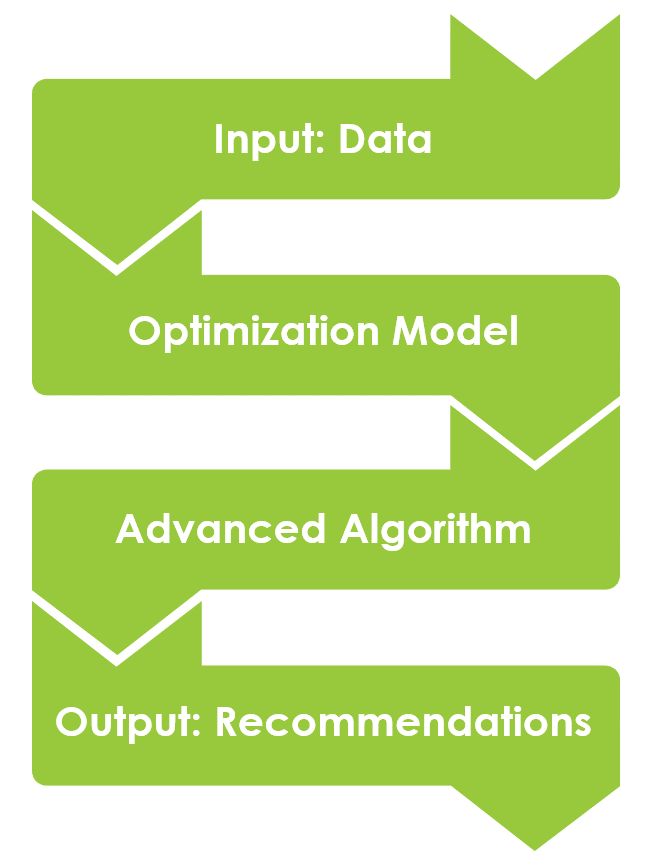 Input: Data
Optimization Model
Advanced Algorithm
Output: Recommendations